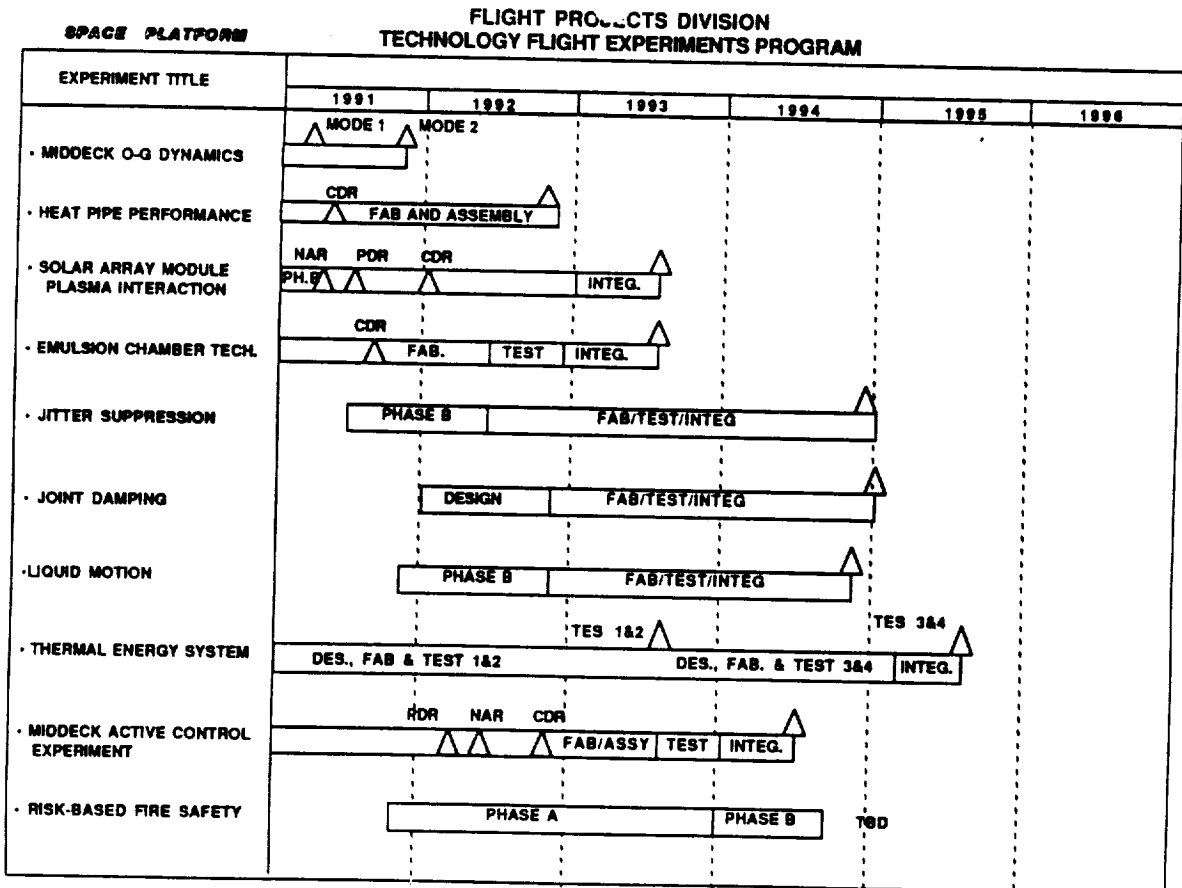 SPACE PLATFORM
FLIGHT PROJECTS DIVISION
TECHNOLOGY FLIGHT EXPERIMENTS PROGRAM
EXPERIMENT TITLE
1991 1992 1993 1994 1995 1996
MODE 1 MODE 2
· MIDDECK O-G DYNAMICS
CDR
· HEAT PIPE PERFORMANCE FAB AND ASSEMBLY
NAR PDR CDR
· SOLAR ARRAY MODULE
PLASMA INTERACTION
PH.B INTEG.
CDR
· EMULSION CHAMBER TECH. FAB. TEST INTEG.
· JITTER SUPPRESSION PHASE B FAB/TEST/INTEG
· JOINT DAMPING DESIGN FAB/TEST/INTEG
·LIQUID MOTION PHASE B FAB/TEST/INTEG
TES 1&2 TES 3&4
· THERMAL ENERGY SYSTEM DES., FAB & TEST 1&2 DES., FAB. & TEST 3&4 INTEG.
PDR NAR CDR
· MIDDECK ACTIVE CONTROL
EXPERIMENT
FAB/ASSY TEST INTEG.
· RISK-BASED FIRE SAFETY PHASE A PHASE B TBD